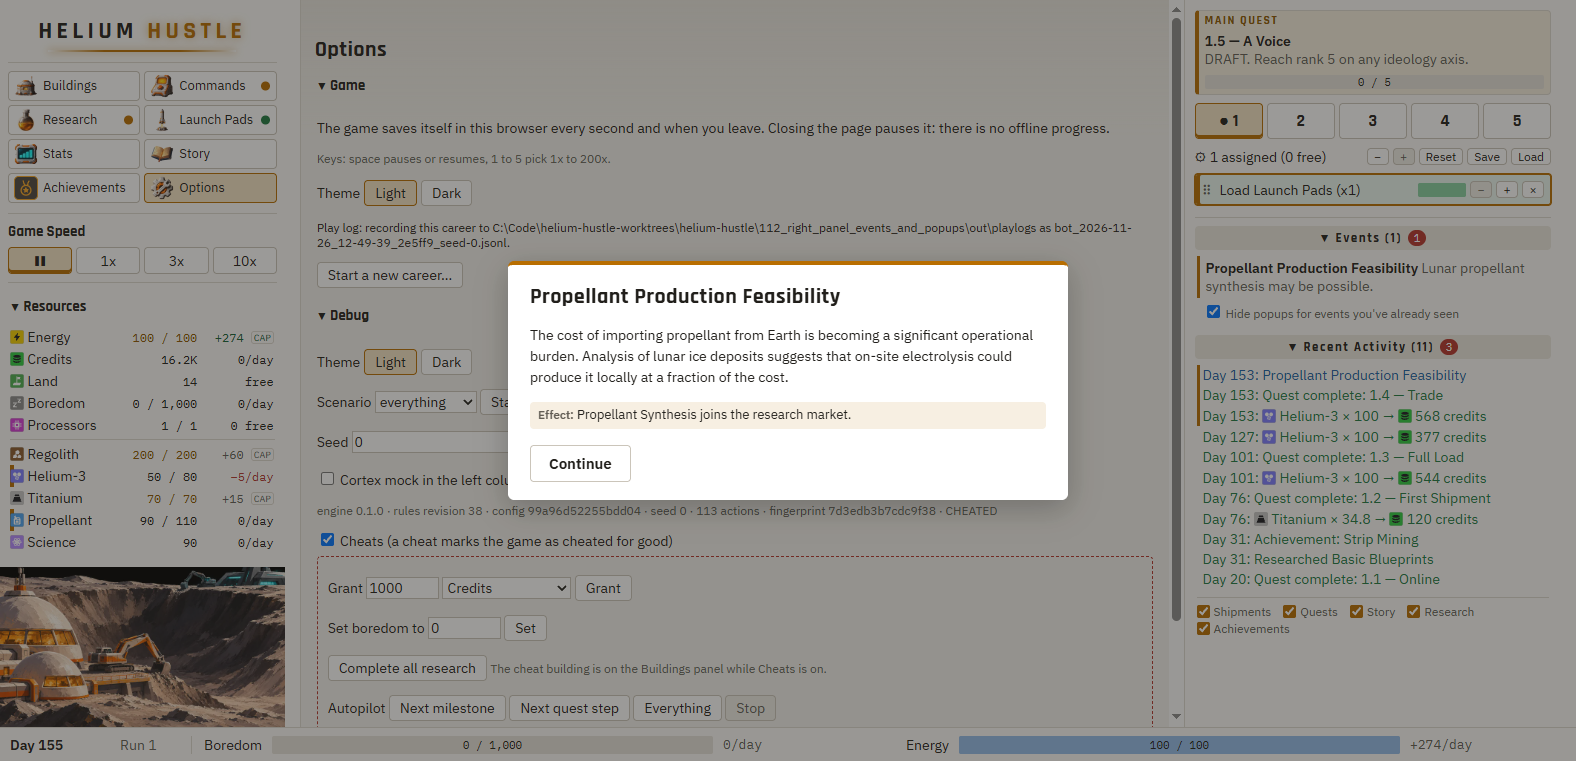 HELIUM HUSTLE
Buildings
Commands
Research
Launch Pads
Stats
Story
Achievements
Options
Game Speed
1x
3x
10x
▼ Resources
Energy 100 / 100 +274 CAP
Credits 16.2K 0/day
Land 14 free
Boredom 0 / 1,000 0/day
Processors 1 / 1 0 free
Regolith 200 / 200 +60 CAP
Helium-3 50 / 80 −5/day
Titanium 70 / 70 +15 CAP
Propellant 90 / 110 0/day
Science 90 0/day
Options
▼ Game
The game saves itself in this browser every second and when you leave. Closing the page pauses it: there is no offline progress.
Keys: space pauses or resumes, 1 to 5 pick 1x to 200x.
Theme Light Dark
Play log: recording this career to C:\Code\helium-hustle-worktrees\helium-hustle\112_right_panel_events_and_popups\out\playlogs as bot_2026-11-
26_12-49-39_2e5ff9_seed-0.jsonl.
Start a new career...
▼ Debug
Theme Light Dark
Scenario everything Sta
Seed 0
Cortex mock in the left colu
engine 0.1.0 · rules revision 38 · config 99a96d52255bdd04 · seed 0 · 113 actions · fingerprint 7d3edb3b7cdc9f38 · CHEATED
Cheats (a cheat marks the game as cheated for good)
Grant 1000 Credits Grant
Set boredom to 0 Set
Complete all research The cheat building is on the Buildings panel while Cheats is on.
Autopilot Next milestone Next quest step Everything Stop
Propellant Production Feasibility
The cost of importing propellant from Earth is becoming a significant operational
burden. Analysis of lunar ice deposits suggests that on-site electrolysis could
produce it locally at a fraction of the cost.
Effect: Propellant Synthesis joins the research market.
Continue
MAIN QUEST
1.5 — A Voice
DRAFT. Reach rank 5 on any ideology axis.
0 / 5
● 1 2 3 4 5
1 assigned (0 free) − + Reset Save Load
Load Launch Pads (x1) − + ×
▼ Events (1) 1
Propellant Production Feasibility Lunar propellant
synthesis may be possible.
Hide popups for events you've already seen
▼ Recent Activity (11) 3
Day 153: Propellant Production Feasibility
Day 153: Quest complete: 1.4 — Trade
Day 153: Helium-3 × 100 → 568 credits
Day 127: Helium-3 × 100 → 377 credits
Day 101: Quest complete: 1.3 — Full Load
Day 101: Helium-3 × 100 → 544 credits
Day 76: Quest complete: 1.2 — First Shipment
Day 76: Titanium × 34.8 → 120 credits
Day 31: Achievement: Strip Mining
Day 31: Researched Basic Blueprints
Day 20: Quest complete: 1.1 — Online
Shipments Quests Story Research
Achievements
Day 155 Run 1 Boredom 0 / 1,000 0/day Energy 100 / 100 +274/day